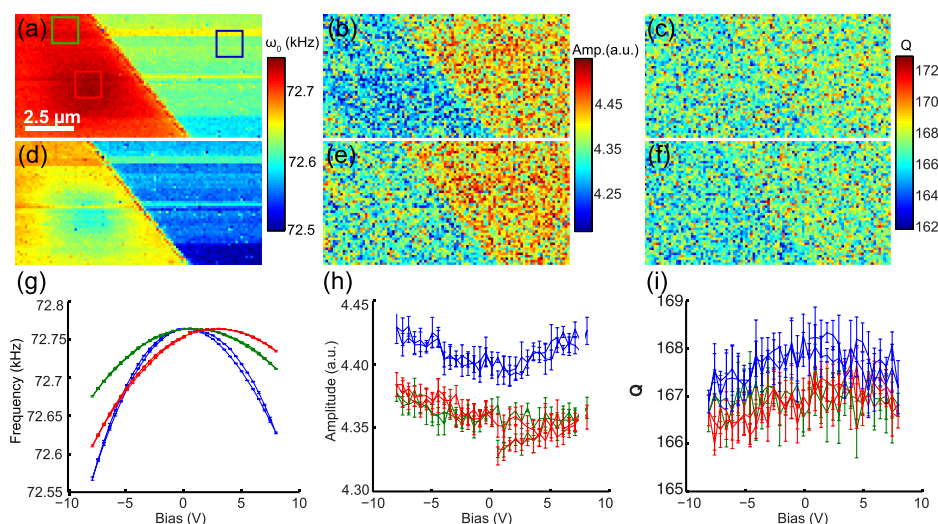 (a)
ω₀ (kHz)
72.7
72.6
72.5
2.5 μm
(b)
Amp.(a.u.)
4.45
4.35
4.25
(c)
Q
172
170
168
166
164
162
(d)
(e)
(f)
(g)
72.8
72.75
72.7
72.65
72.6
72.55
Frequency (kHz)
−10
−5
0
5
10
Bias (V)
(h)
4.45
4.40
4.35
4.30
Amplitude (a.u.)
−10
−5
0
5
10
Bias (V)
(i)
169
168
167
166
165
Q
−10
−5
0
5
10
Bias (V)